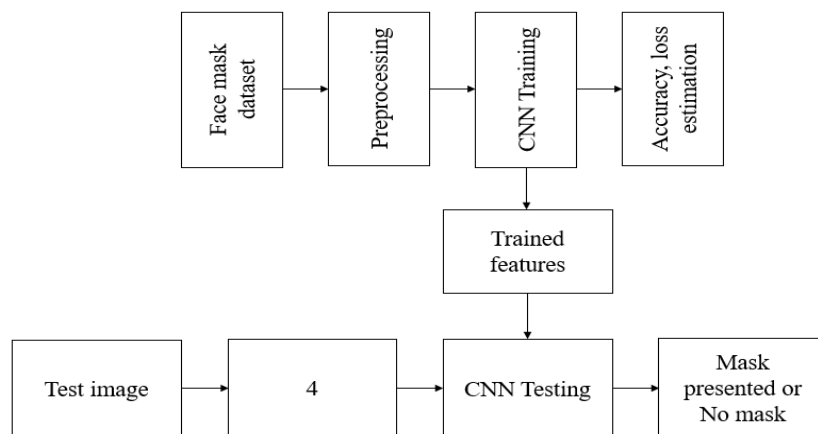 Face mask
dataset
Preprocessing
CNN Training
Accuracy, loss
estimation
Trained
features
Test image
4
CNN Testing
Mask
presented or
No mask